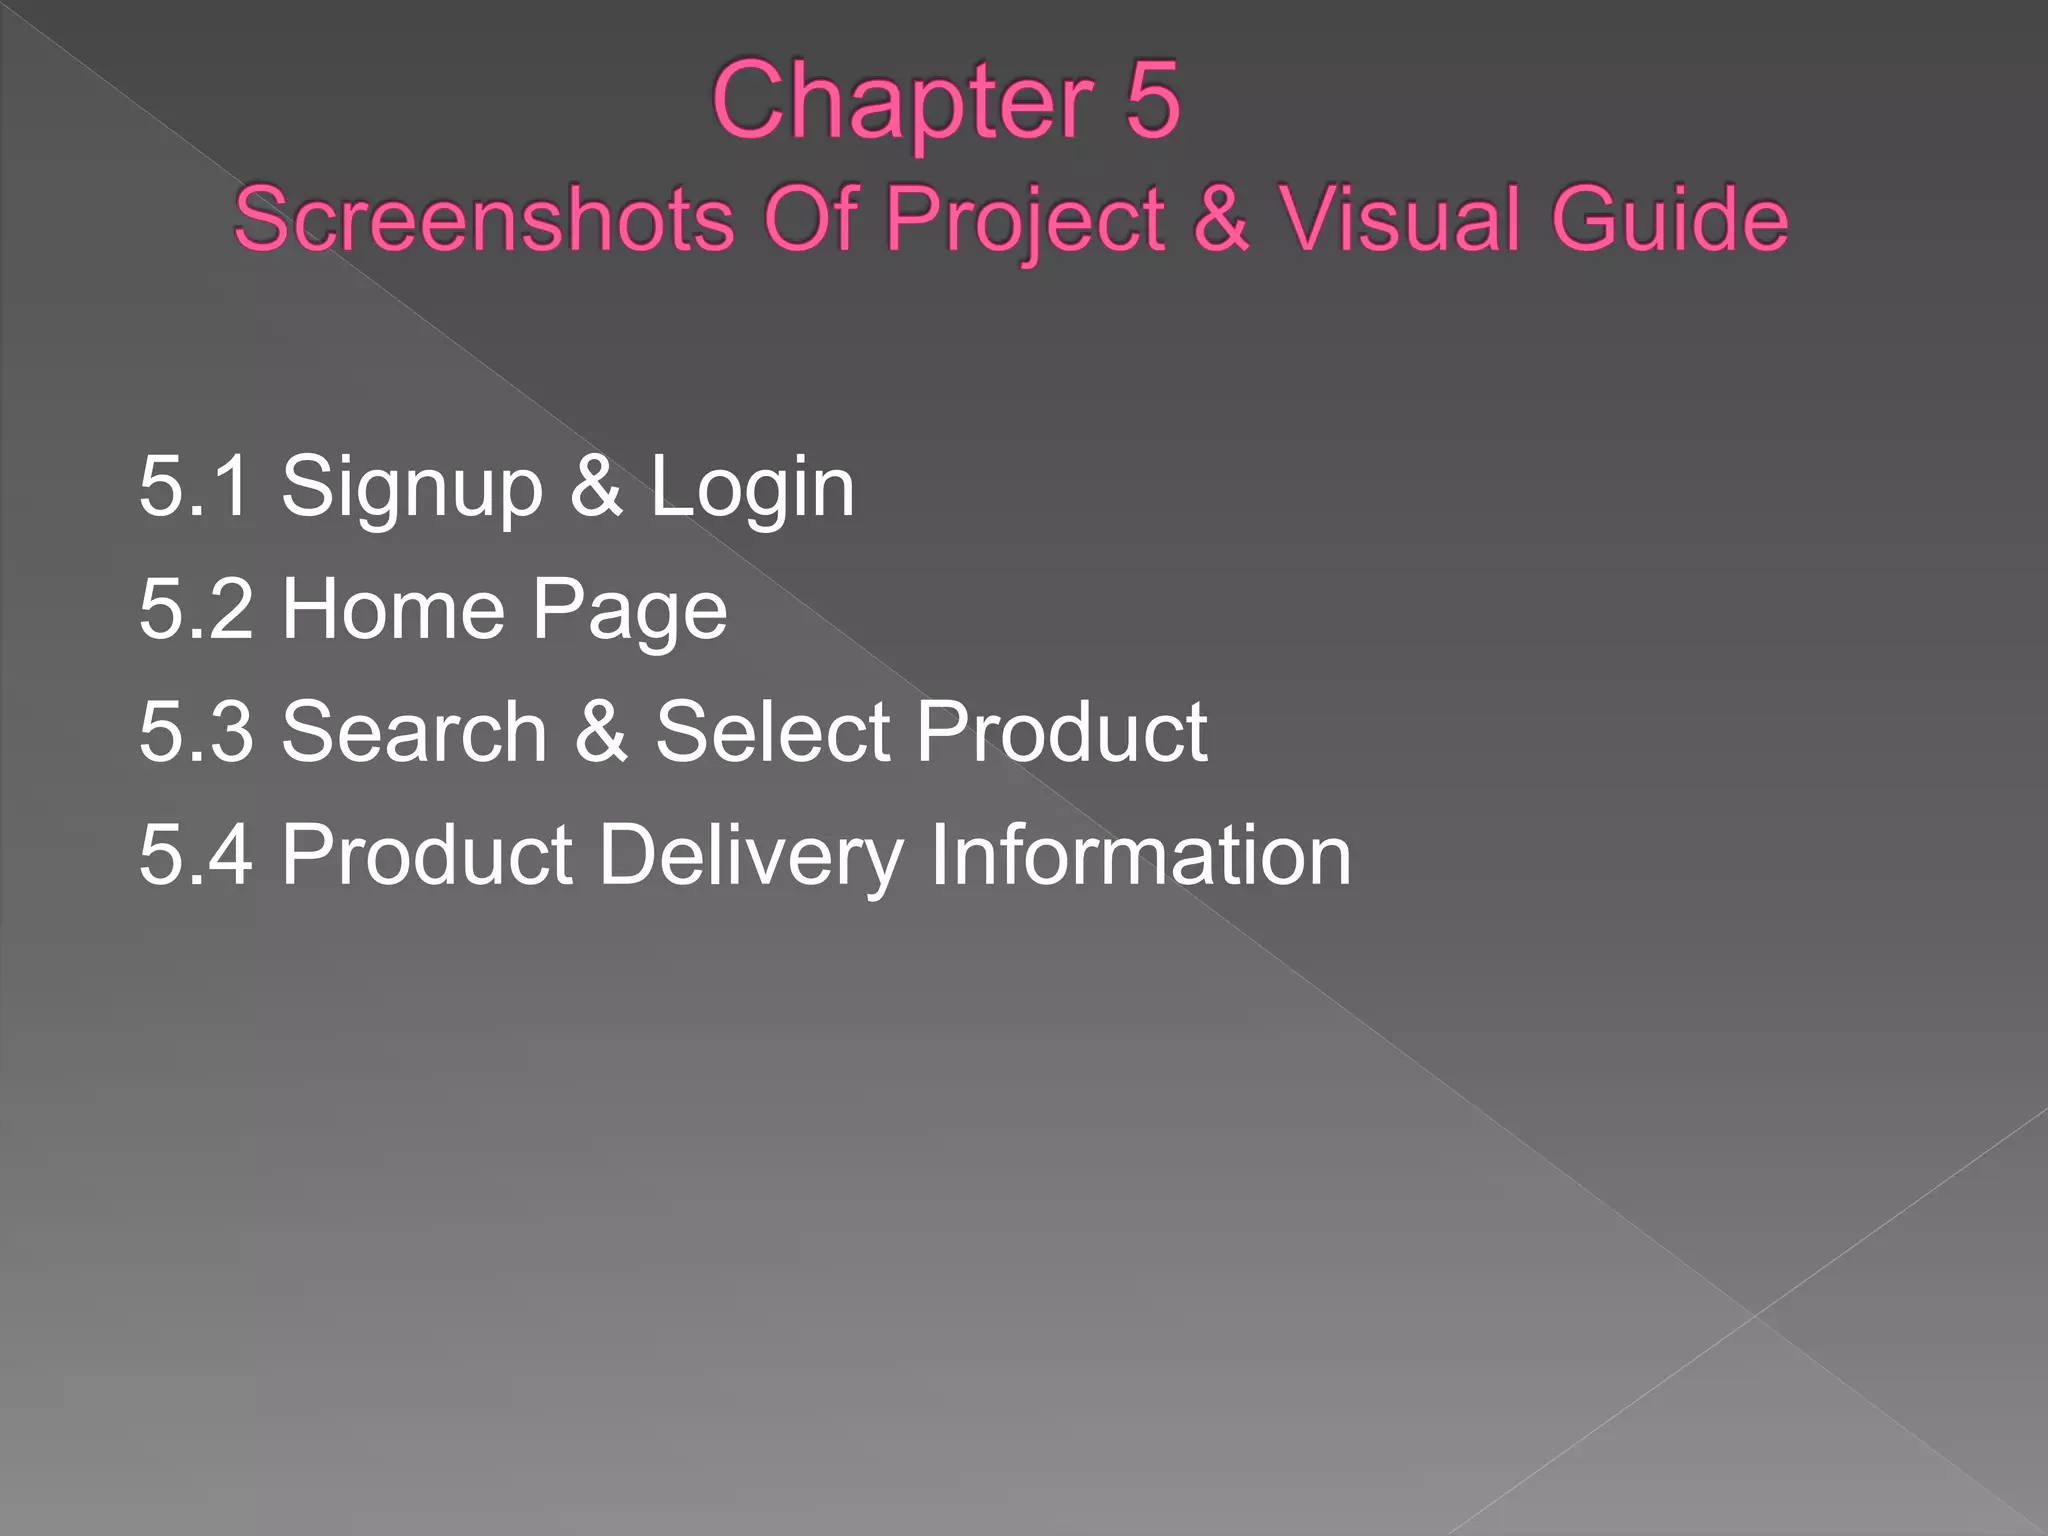 Chapter 5
Screenshots Of Project & Visual Guide
5.1 Signup & Login
5.2 Home Page
5.3 Search & Select Product
5.4 Product Delivery Information